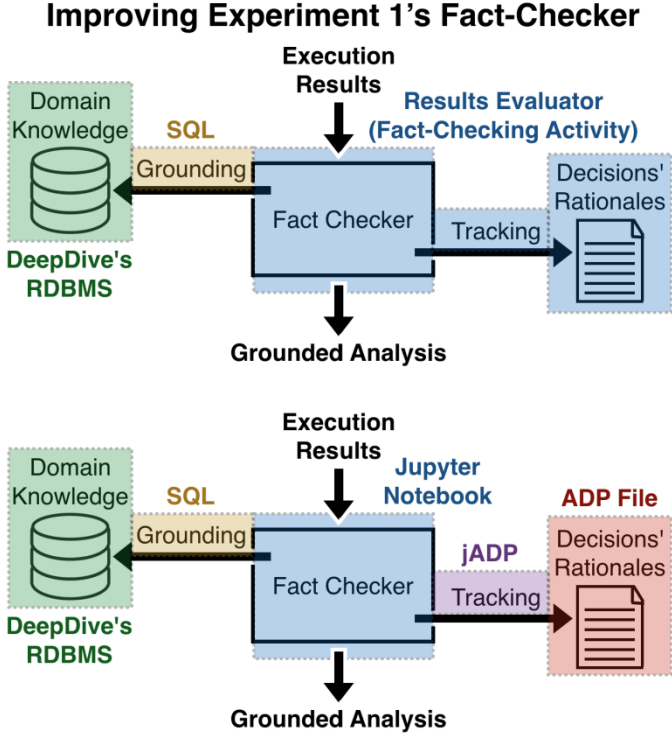 Improving Experiment 1's Fact-Checker
Execution
Results
Domain
Knowledge
SQL
Results Evaluator
(Fact-Checking Activity)
Grounding
Decisions'
Rationales
Fact Checker
Tracking
DeepDive's
RDBMS
Grounded Analysis
Execution
Results
Domain
Knowledge
SQL
Jupyter
Notebook
ADP File
Grounding
jADP
Decisions'
Rationales
Fact Checker
Tracking
DeepDive's
RDBMS
Grounded Analysis